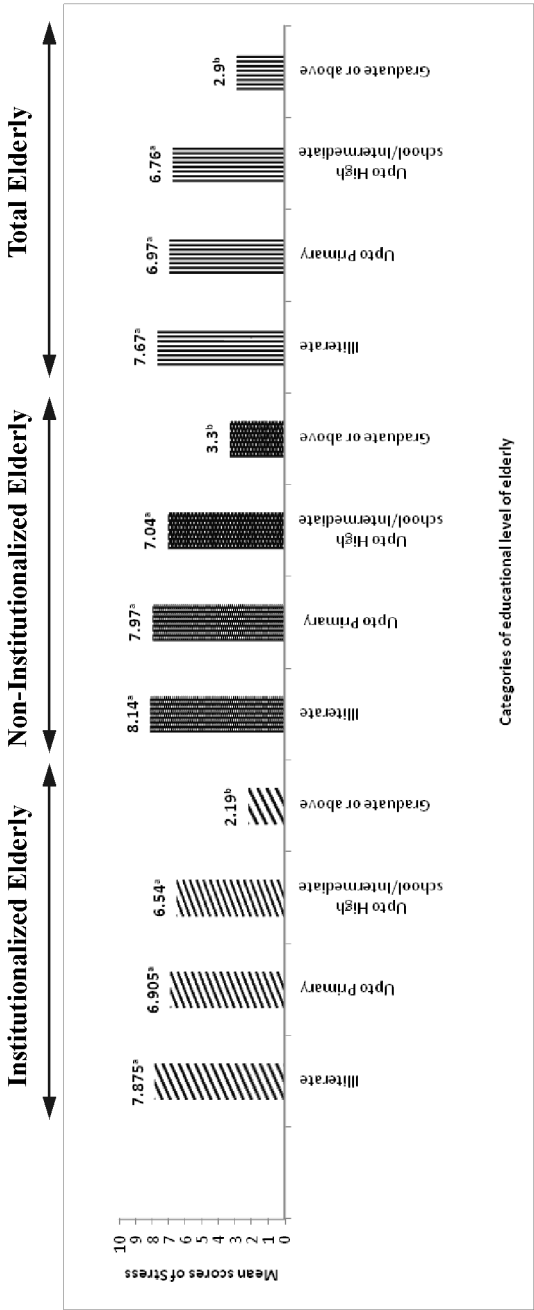 Institutionalized Elderly
Non-Institutionalized Elderly
Total Elderly
Mean scores of Stress
10
9
8
7
6
5
4
3
2
1
0
7.875ᵃ
6.905ᵃ
6.54ᵃ
2.19ᵇ
8.14ᵃ
7.97ᵃ
7.04ᵃ
3.3ᵇ
7.67ᵃ
6.97ᵃ
6.76ᵃ
2.9ᵇ
Illiterate
Upto Primary
Upto High
school/Intermediate
Graduate or above
Illiterate
Upto Primary
Upto High
school/Intermediate
Graduate or above
Illiterate
Upto Primary
Upto High
school/Intermediate
Graduate or above
Categories of educational level of elderly